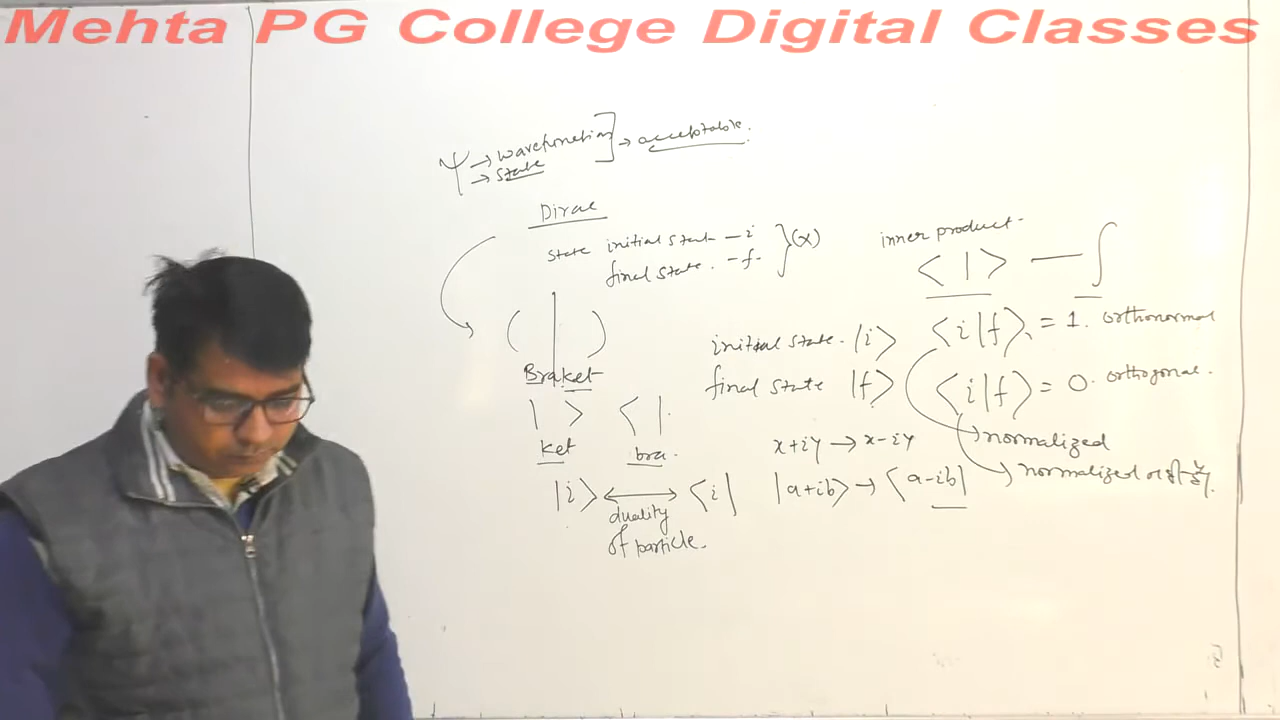 Mehta PG College Digital Classes
ψ → wavefunction ] → acceptable.
→ state
Dirac
state initial state – i
final state. – f. } (x)
( | )
Braket
| > < |.
ket bra.
|i> ↔ <i|
duality
of particle.
inner product
< | > — ∫
initial state. |i> <i|f> = 1. orthonormal
final state |f> <i|f> = 0. orthogonal.
x+iy → x-iy
normalized
|a+ib> → <a-ib|
normalized